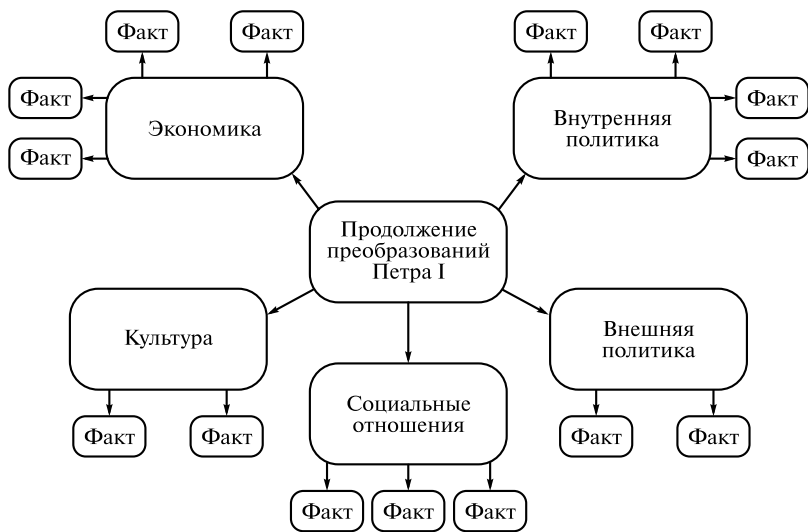 Факт
Факт
Факт
Факт
Факт
Факт
Факт
Факт
Экономика
Внутренняя
политика
Продолжение
преобразований
Петра I
Культура
Внешняя
политика
Социальные
отношения
Факт
Факт
Факт
Факт
Факт
Факт
Факт